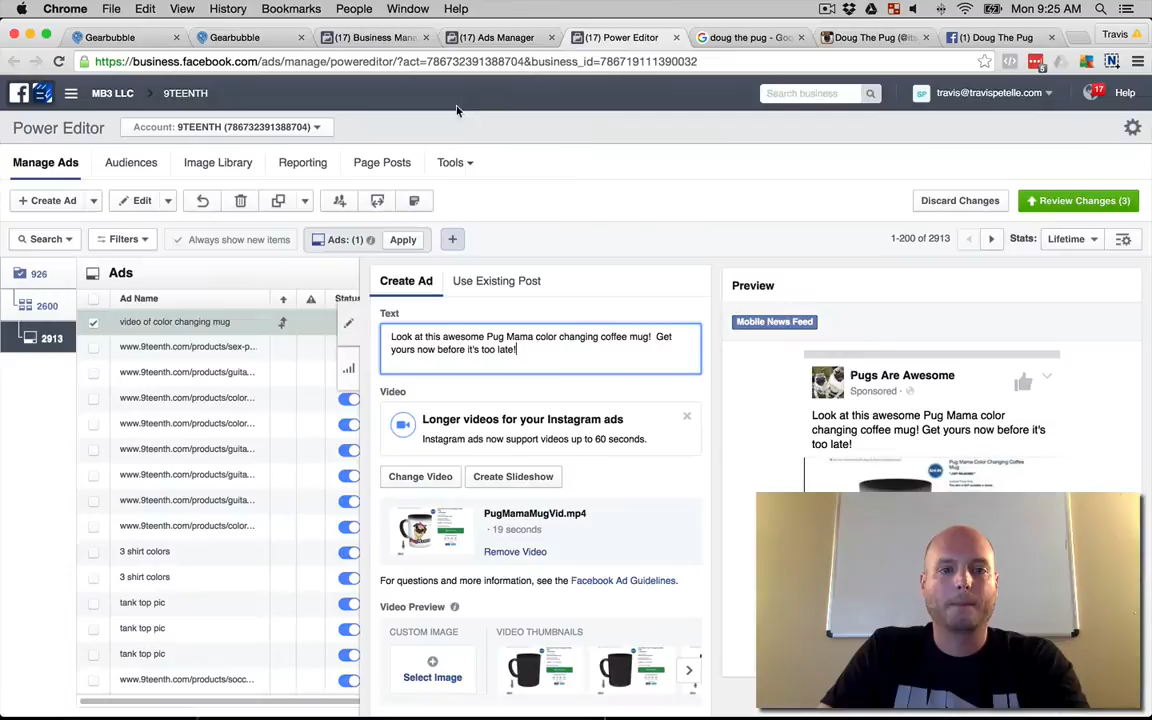 Chrome File Edit View History Bookmarks People Window Help
Mon 9:25 AM
Gearbubble
Gearbubble
(17) Business Man
(17) Ads Manager
(17) Power Editor
doug the pug - Goo
Doug The Pug (@its
(1) Doug The Pug
Travis
https://business.facebook.com/ads/manage/powereditor/?act=786732391388704&business_id=786719111390032
MB3 LLC > 9TEENTH
Search business
SP travis@travispetelle.com
17
Help
Power Editor
Account: 9TEENTH (786732391388704)
Manage Ads Audiences Image Library Reporting Page Posts Tools
+ Create Ad
Edit
Discard Changes
Review Changes (3)
Search
Filters
Always show new items
Ads: (1)
Apply
+
1-200 of 2913
Stats:
Lifetime
926
2600
2913
Ads
Ad Name
Status
video of color changing mug
www.9teenth.com/products/sex-p...
www.9teenth.com/products/guita...
www.9teenth.com/products/color...
www.9teenth.com/products/color...
www.9teenth.com/products/guita...
www.9teenth.com/products/guita...
www.9teenth.com/products/guita...
www.9teenth.com/products/color...
3 shirt colors
3 shirt colors
tank top pic
tank top pic
tank top pic
www.9teenth.com/products/socc...
Create Ad
Use Existing Post
Text
Look at this awesome Pug Mama color changing coffee mug! Get
yours now before it's too late!
Video
Longer videos for your Instagram ads
Instagram ads now support videos up to 60 seconds.
Change Video
Create Slideshow
PugMamaMugVid.mp4
19 seconds
Remove Video
For questions and more information, see the Facebook Ad Guidelines.
Video Preview
CUSTOM IMAGE
VIDEO THUMBNAILS
Select Image
Preview
Mobile News Feed
Pugs Are Awesome
Sponsored
Look at this awesome Pug Mama color
changing coffee mug! Get yours now before it's
too late!
Pug Mama Color Changing Coffee
Mug